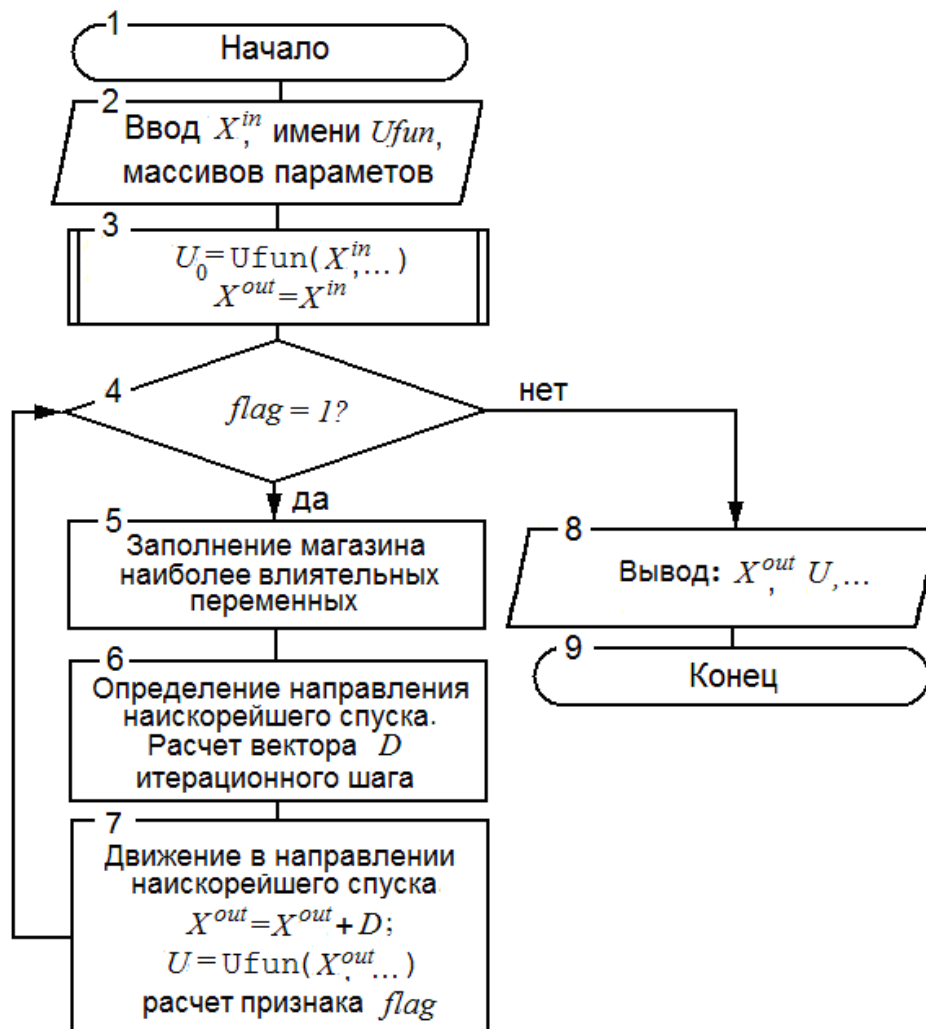 1
Начало
2
Ввод X^in, имени Ufun,
массивов параметов
3
U_0=Ufun(X^in,...)
X^out=X^in
4
flag = 1?
нет
да
5
Заполнение магазина
наиболее влиятельных
переменных
6
Определение направления
наискорейшего спуска.
Расчет вектора D
итерационного шага
7
Движение в направлении
наискорейшего спуска
X^out=X^out+D;
U=Ufun(X^out,...)
расчет признака flag
8
Вывод: X^out, U,...
9
Конец